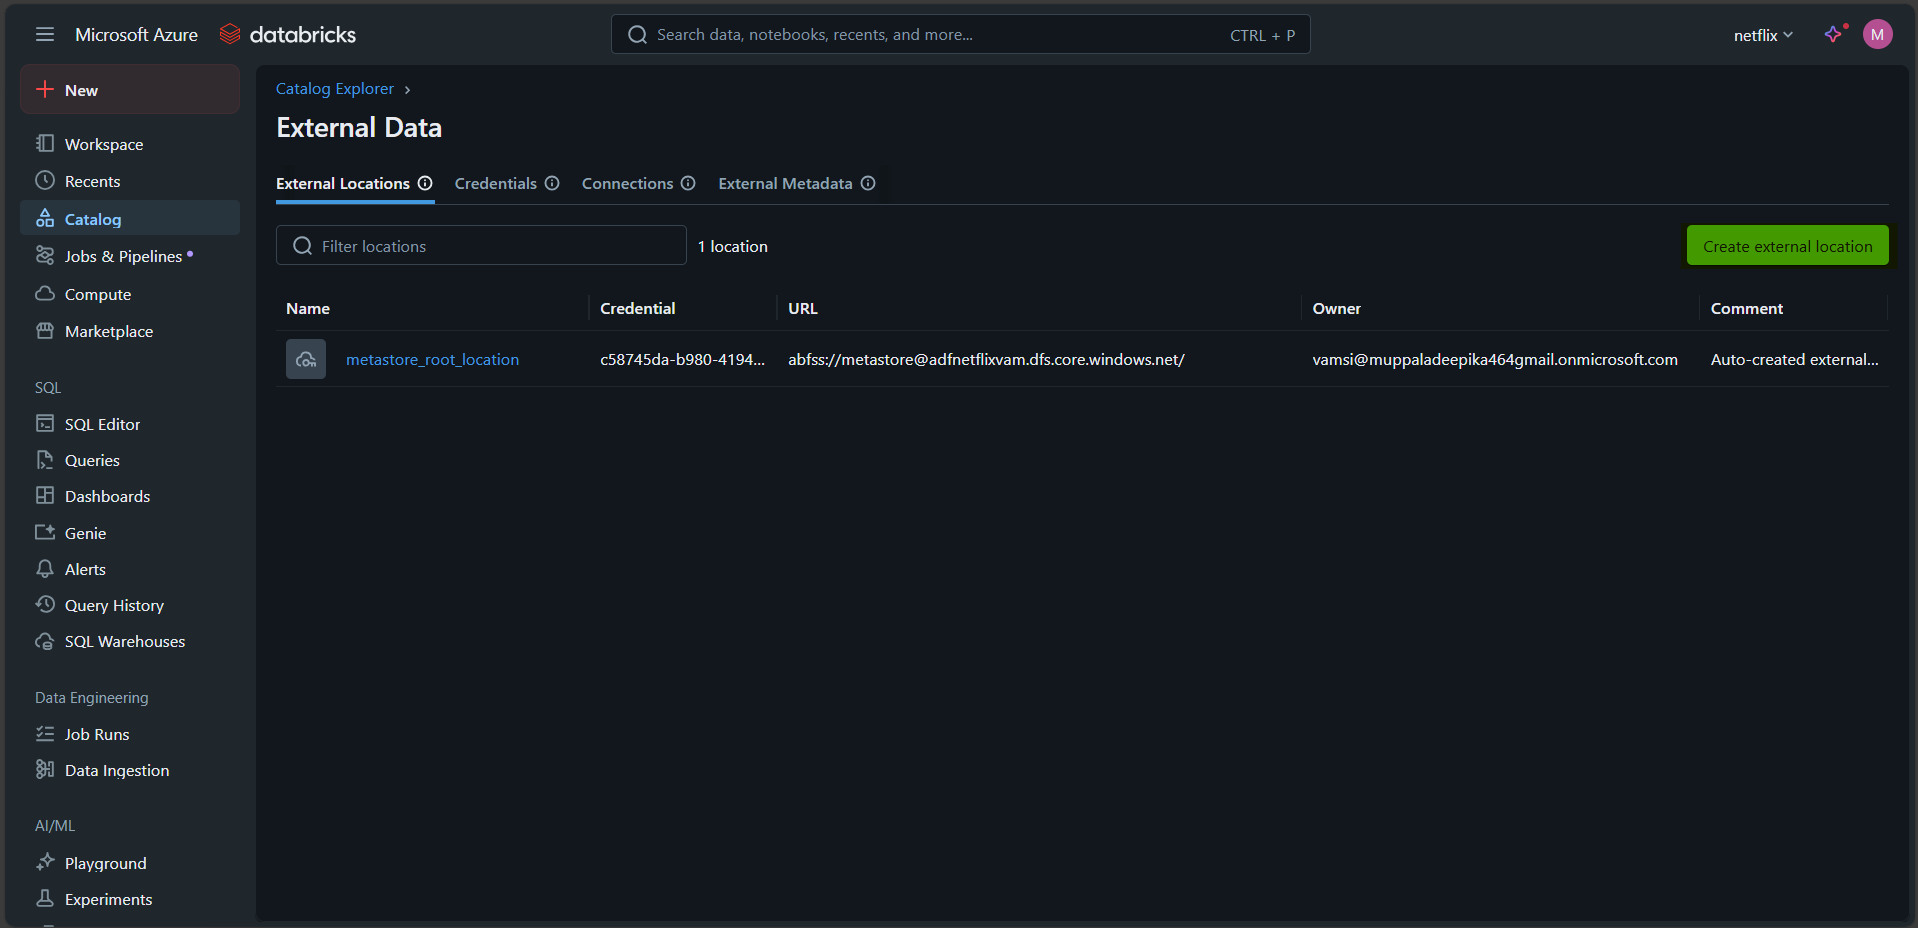 Microsoft Azure databricks
Search data, notebooks, recents, and more... CTRL + P
netflix
M
New
Workspace
Recents
Catalog
Jobs & Pipelines
Compute
Marketplace
SQL
SQL Editor
Queries
Dashboards
Genie
Alerts
Query History
SQL Warehouses
Data Engineering
Job Runs
Data Ingestion
AI/ML
Playground
Experiments
Catalog Explorer ›
External Data
External Locations Credentials Connections External Metadata
Filter locations 1 location Create external location
Name Credential URL Owner Comment
metastore_root_location c58745da-b980-4194... abfss://metastore@adfnetflixvam.dfs.core.windows.net/ vamsi@muppaladeepika464gmail.onmicrosoft.com Auto-created external...